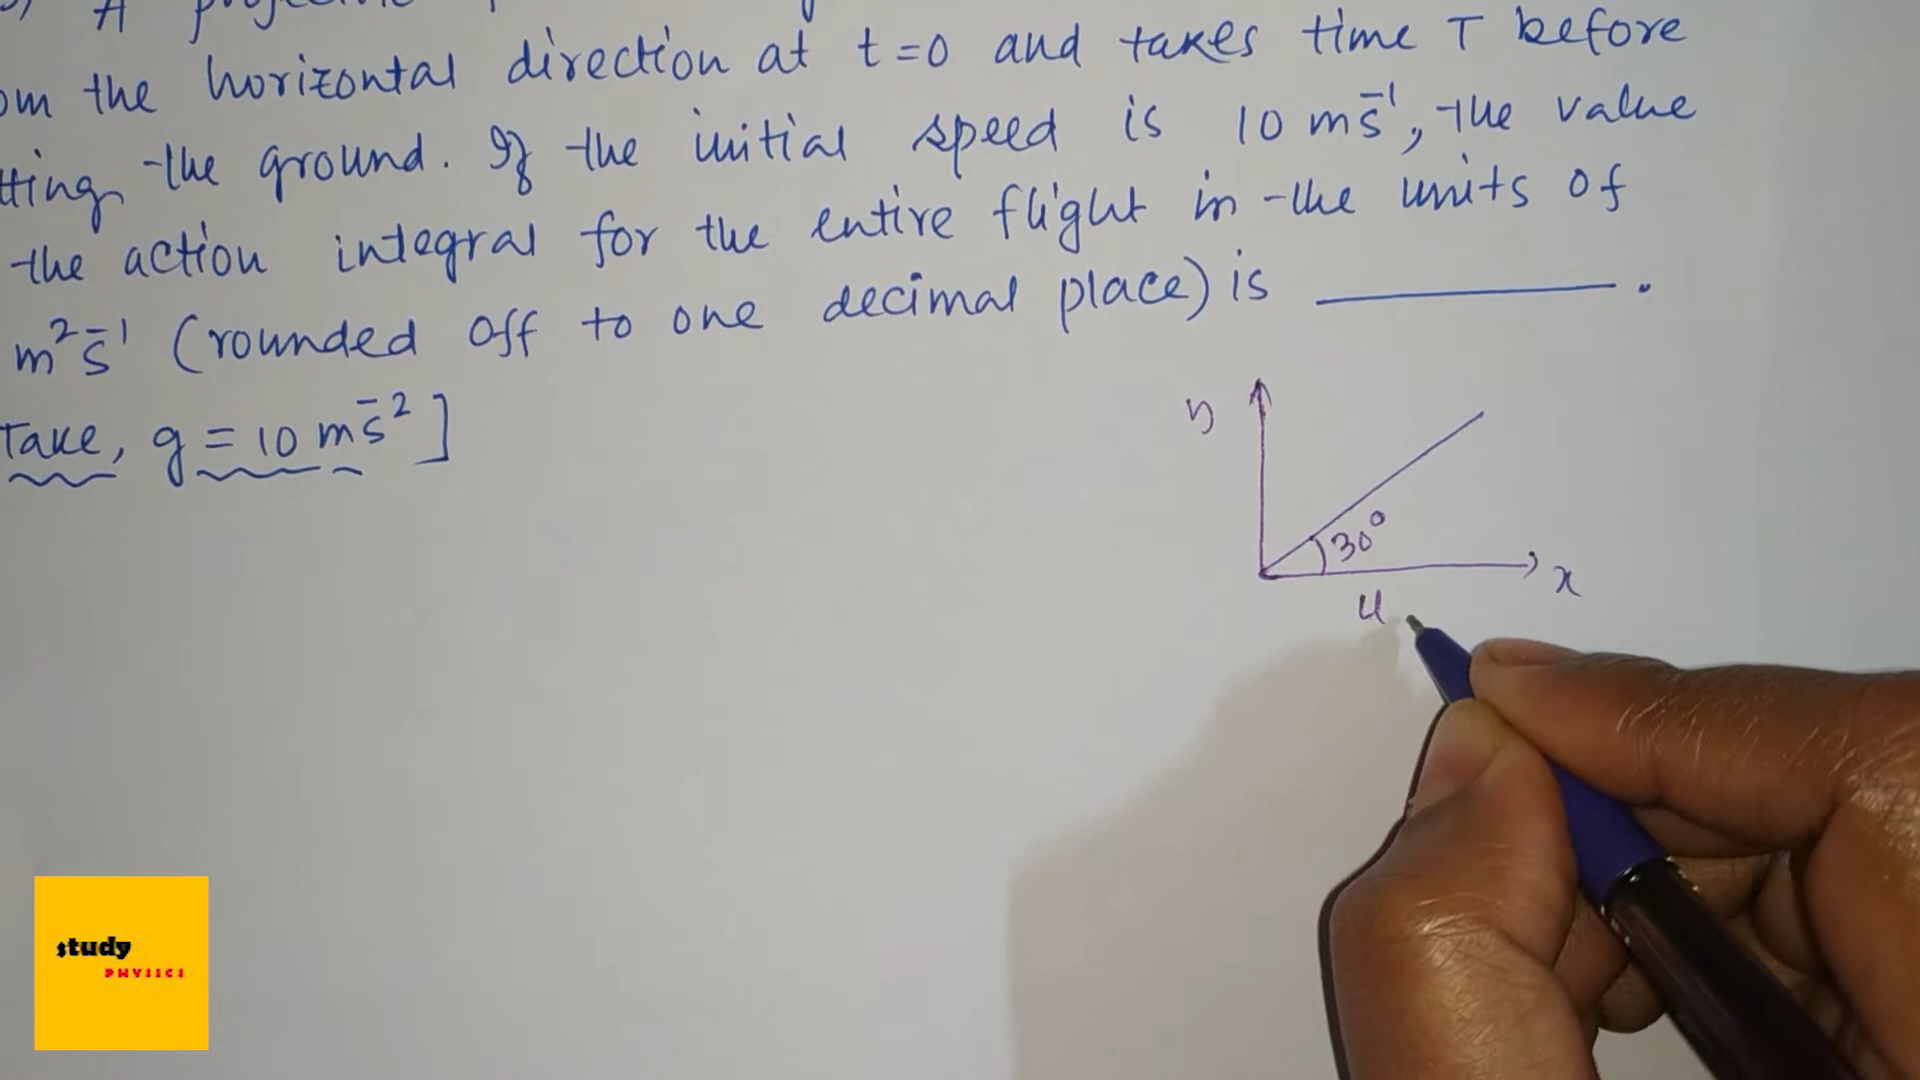 A
the horizontal direction at t=0 and takes time T before
the ground. If the initial speed is 10 ms⁻¹, the value
the action integral for the entire flight in the units of
m²s⁻¹ (rounded off to one decimal place) is ________.
Take, g = 10 ms⁻²]
y
30°
x
u
study
PHYSICS